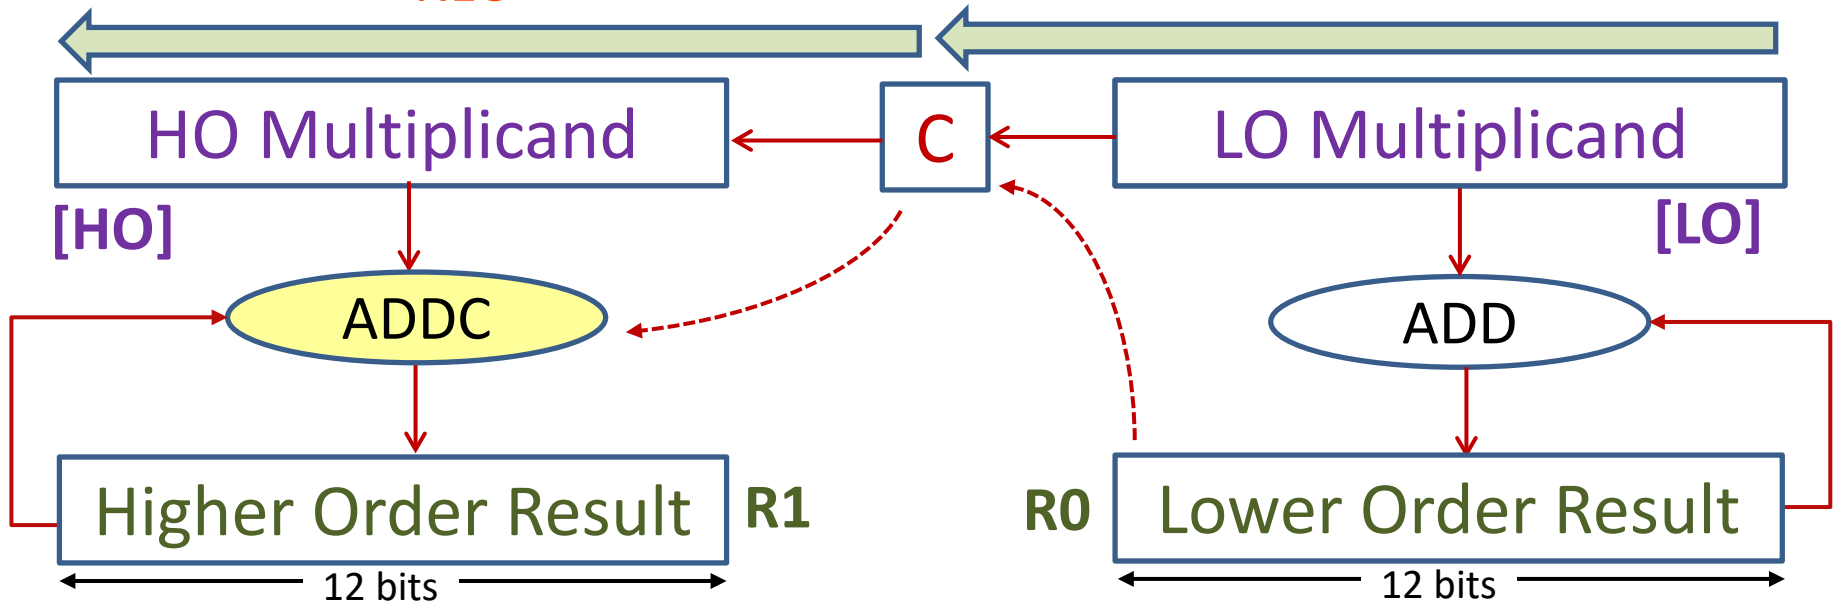 HO Multiplicand
C
LO Multiplicand
[HO]
[LO]
ADDC
ADD
Higher Order Result
R1
R0
Lower Order Result
12 bits
12 bits